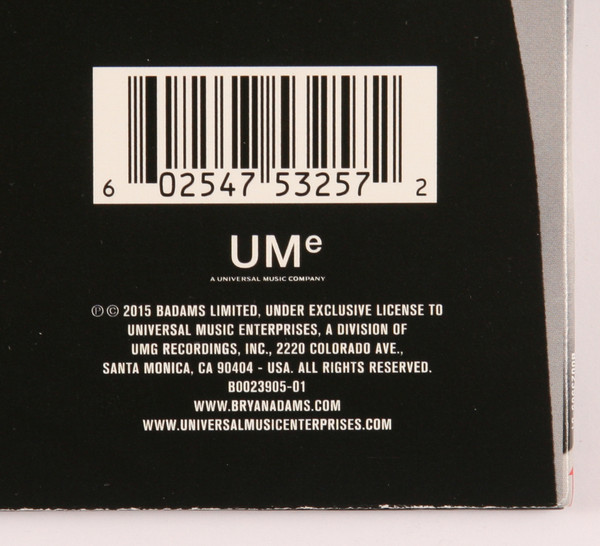 6 02547 53257 2
UMe
A UNIVERSAL MUSIC COMPANY
℗ © 2015 BADAMS LIMITED, UNDER EXCLUSIVE LICENSE TO
UNIVERSAL MUSIC ENTERPRISES, A DIVISION OF
UMG RECORDINGS, INC., 2220 COLORADO AVE.,
SANTA MONICA, CA 90404 - USA. ALL RIGHTS RESERVED.
B0023905-01
WWW.BRYANADAMS.COM
WWW.UNIVERSALMUSICENTERPRISES.COM